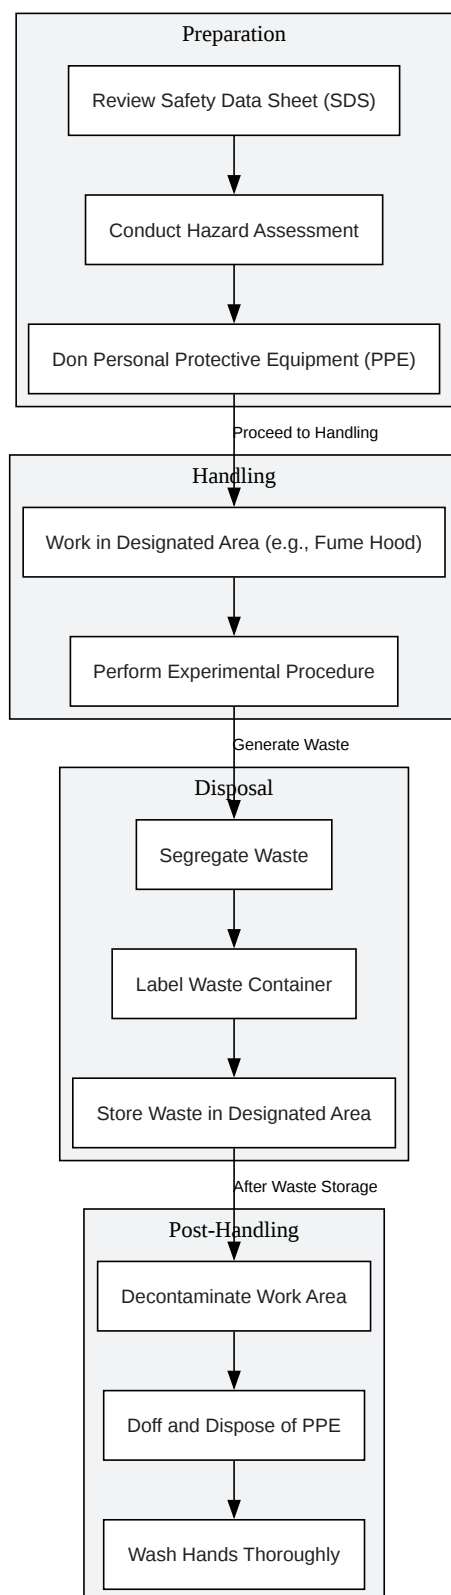 Preparation
Review Safety Data Sheet (SDS)
Conduct Hazard Assessment
Don Personal Protective Equipment (PPE)
Proceed to Handling
Handling
Work in Designated Area (e.g., Fume Hood)
Perform Experimental Procedure
Generate Waste
Disposal
Segregate Waste
Label Waste Container
Store Waste in Designated Area
After Waste Storage
Post-Handling
Decontaminate Work Area
Doff and Dispose of PPE
Wash Hands Thoroughly